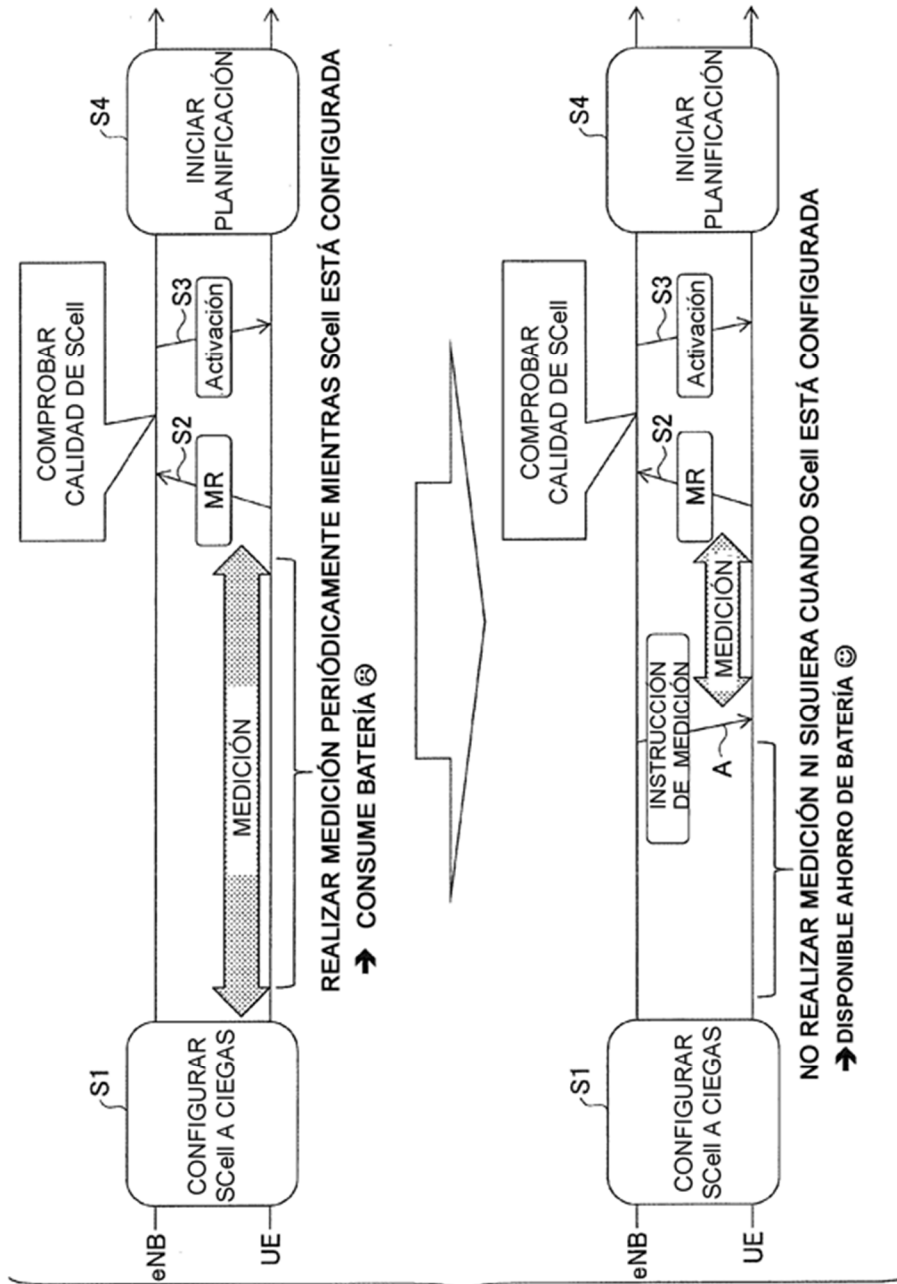 eNB
UE
S1
CONFIGURAR
SCell A CIEGAS
MEDICIÓN
MR
S2
COMPROBAR
CALIDAD DE SCell
S3
Activación
S4
INICIAR
PLANIFICACIÓN
REALIZAR MEDICIÓN PERIÓDICAMENTE MIENTRAS SCell ESTÁ CONFIGURADA
➔ CONSUME BATERÍA ☹
eNB
UE
S1
CONFIGURAR
SCell A CIEGAS
INSTRUCCIÓN
DE MEDICIÓN
A
MEDICIÓN
MR
S2
COMPROBAR
CALIDAD DE SCell
S3
Activación
S4
INICIAR
PLANIFICACIÓN
NO REALIZAR MEDICIÓN NI SIQUIERA CUANDO SCell ESTÁ CONFIGURADA
➔ DISPONIBLE AHORRO DE BATERÍA ☺